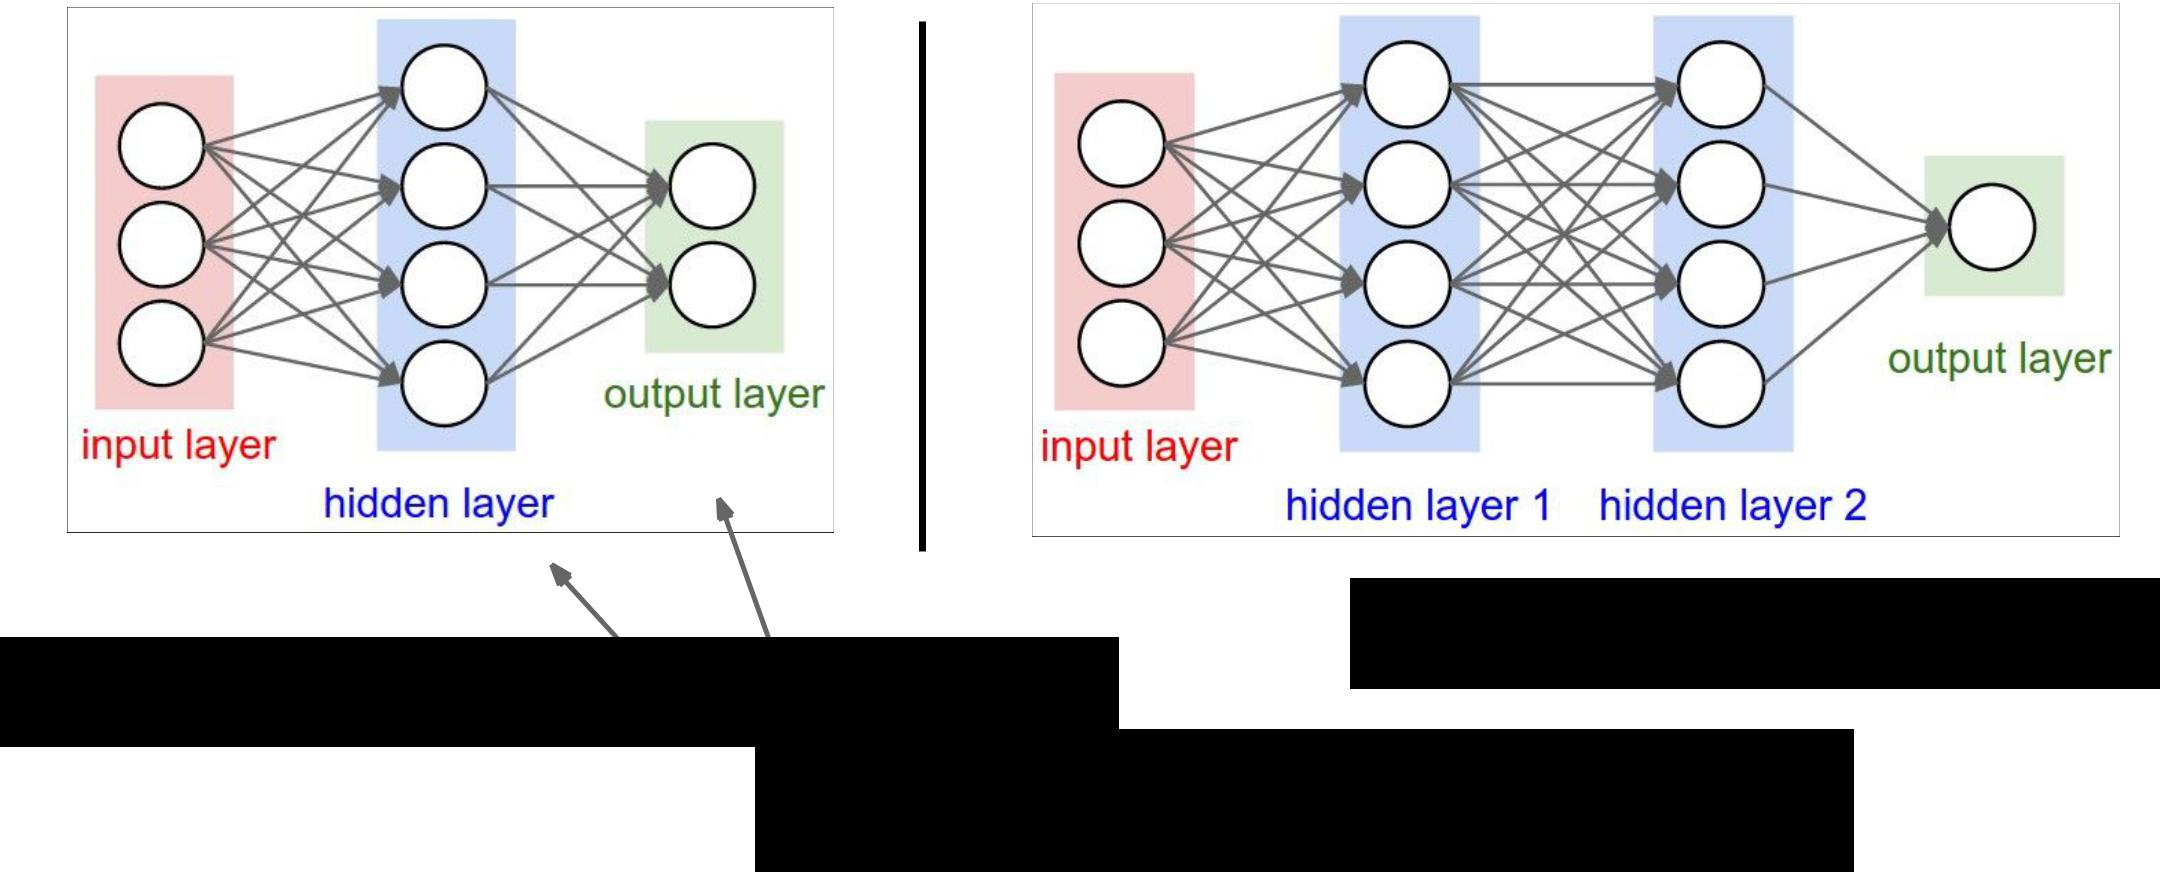 input layer
hidden layer
output layer
input layer
hidden layer 1
hidden layer 2
output layer